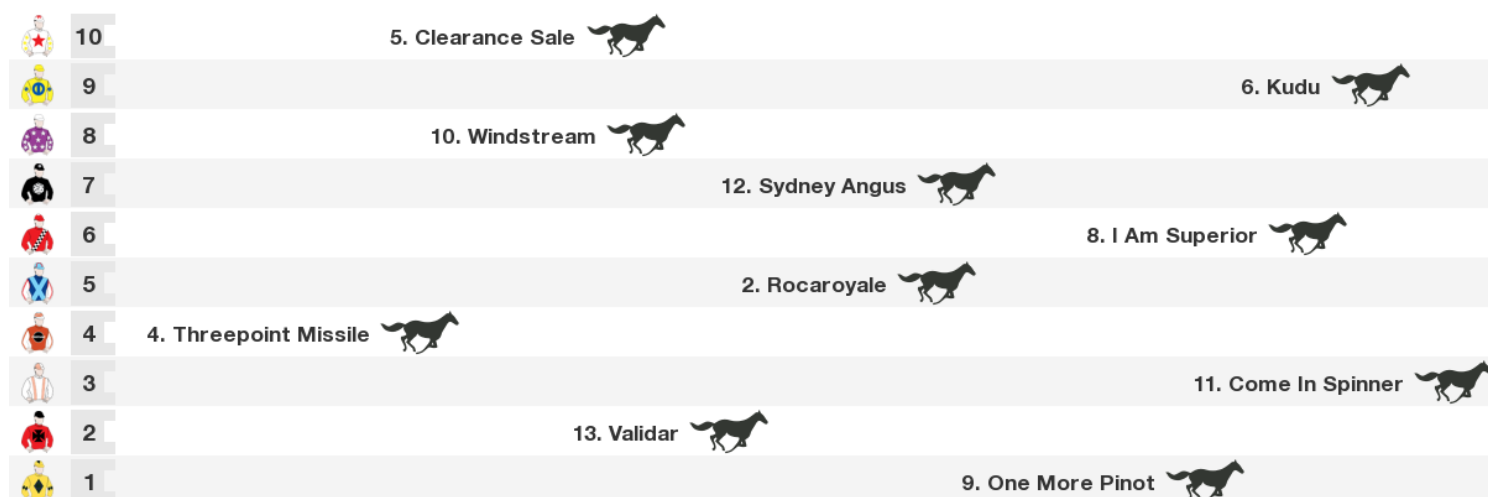 10 5. Clearance Sale
9 6. Kudu
8 10. Windstream
7 12. Sydney Angus
6 8. I Am Superior
5 2. Rocaroyale
4 4. Threepoint Missile
3 11. Come In Spinner
2 13. Validar
1 9. One More Pinot